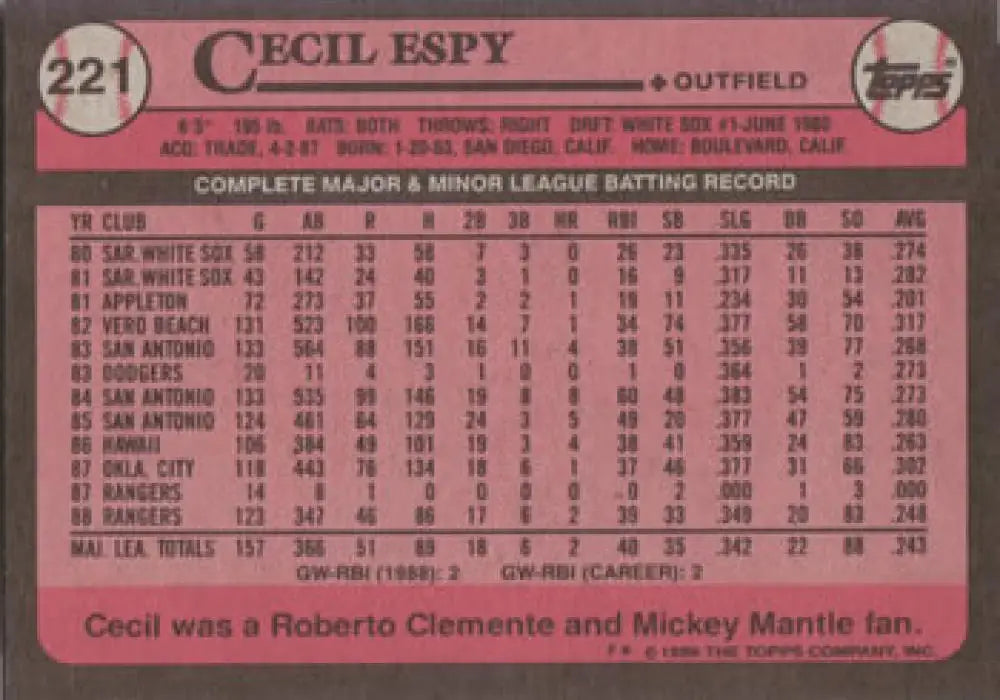 221
CECIL ESPY
OUTFIELD
TOPPS
6'3" 195 lb. BATS: BOTH THROWS: RIGHT DRFT: WHITE SOX #1-JUNE 1980
ACQ: TRADE, 4-2-87 BORN: 1-20-63, SAN DIEGO, CALIF. HOME: BOULEVARD, CALIF.
COMPLETE MAJOR & MINOR LEAGUE BATTING RECORD
YR CLUB G AB R H 2B 3B HR RBI SB SLG BB SO AVG
80 SAR. WHITE SOX 58 212 33 58 7 3 0 26 23 .335 26 38 .274
81 SAR. WHITE SOX 43 142 24 40 3 1 0 16 9 .317 11 13 .282
81 APPLETON 72 273 37 55 2 2 1 19 11 .234 30 54 .201
82 VERO BEACH 131 523 100 166 14 7 1 34 74 .377 58 70 .317
83 SAN ANTONIO 133 564 88 151 16 11 4 38 51 .356 39 77 .268
83 DODGERS 20 11 4 3 1 0 0 1 0 .364 1 2 .273
84 SAN ANTONIO 133 535 99 146 19 8 8 60 48 .383 54 75 .273
85 SAN ANTONIO 124 461 64 129 24 3 5 49 20 .377 47 59 .280
86 HAWAII 106 384 49 101 19 3 4 38 41 .359 24 83 .263
87 OKLA. CITY 118 443 76 134 18 6 1 37 46 .377 31 66 .302
87 RANGERS 14 8 1 0 0 0 0 0 2 .000 1 3 .000
88 RANGERS 123 347 46 86 17 6 2 39 33 .349 20 83 .248
MAJ. LEA. TOTALS 157 366 51 89 18 6 2 40 35 .342 22 88 .243
GW-RBI (1988): 2 GW-RBI (CAREER): 2
Cecil was a Roberto Clemente and Mickey Mantle fan.
© 1989 THE TOPPS COMPANY, INC.